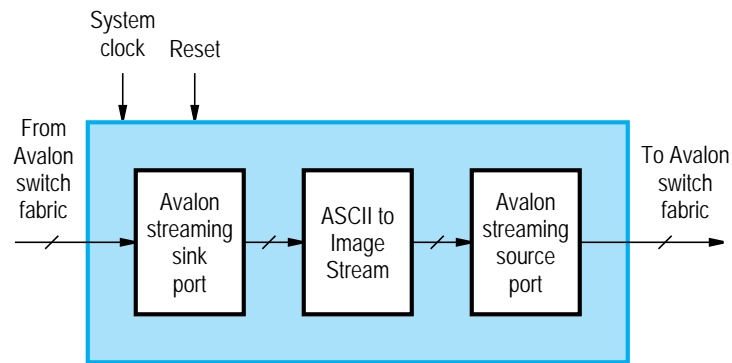 System
clock
Reset
From
Avalon
switch
fabric
Avalon
streaming
sink
port
ASCII to
Image
Stream
Avalon
streaming
source
port
To Avalon
switch
fabric